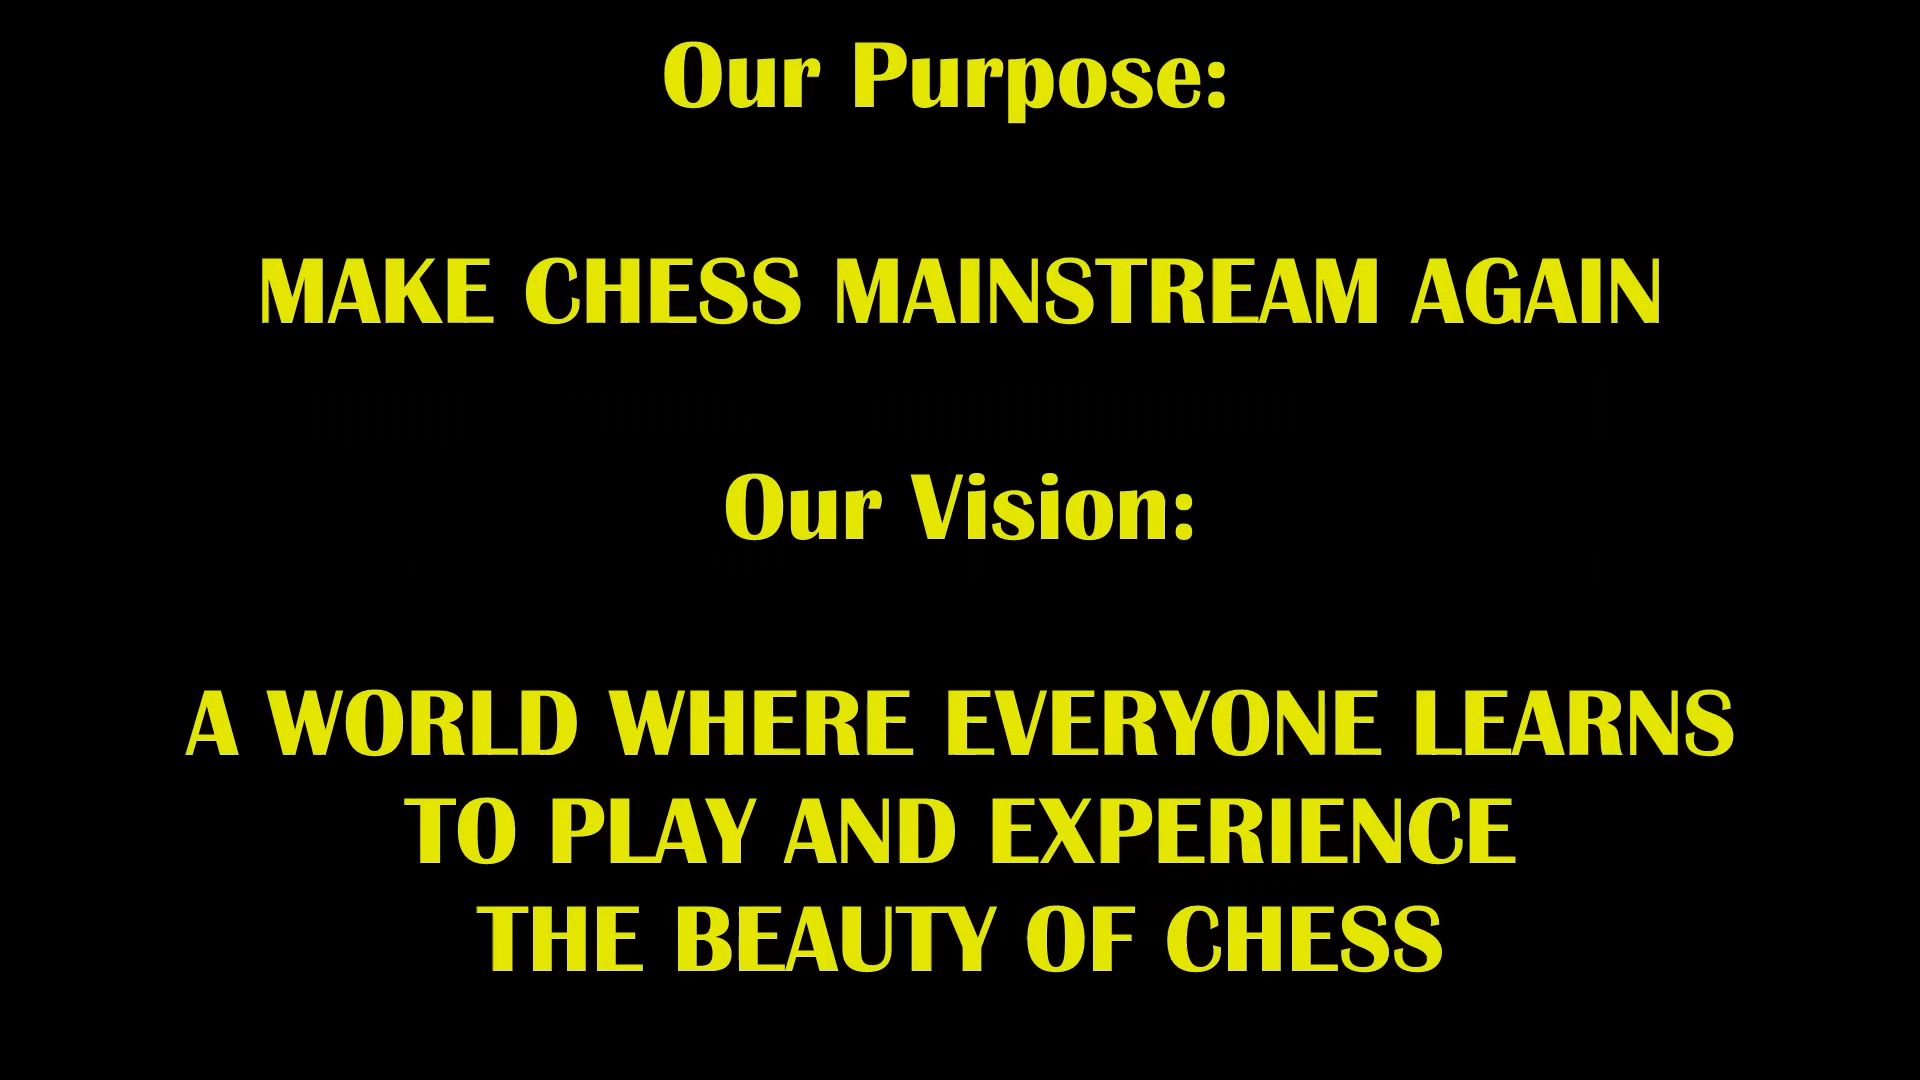 Our Purpose:
MAKE CHESS MAINSTREAM AGAIN
Our Vision:
A WORLD WHERE EVERYONE LEARNS
TO PLAY AND EXPERIENCE
THE BEAUTY OF CHESS